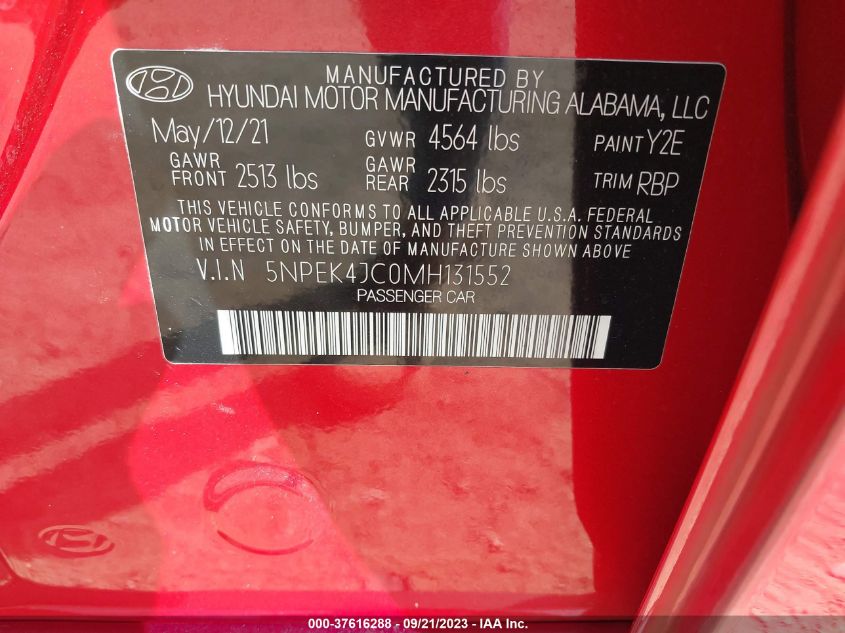 MANUFACTURED BY
HYUNDAI MOTOR MANUFACTURING ALABAMA, LLC
May/12/21 GVWR 4564 lbs PAINT Y2E
GAWR FRONT 2513 lbs GAWR REAR 2315 lbs TRIM RBP
THIS VEHICLE CONFORMS TO ALL APPLICABLE U.S.A. FEDERAL
MOTOR VEHICLE SAFETY, BUMPER, AND THEFT PREVENTION STANDARDS
IN EFFECT ON THE DATE OF MANUFACTURE SHOWN ABOVE
V.I.N 5NPEK4JC0MH131552
PASSENGER CAR
000-37616288 - 09/21/2023 - IAA Inc.